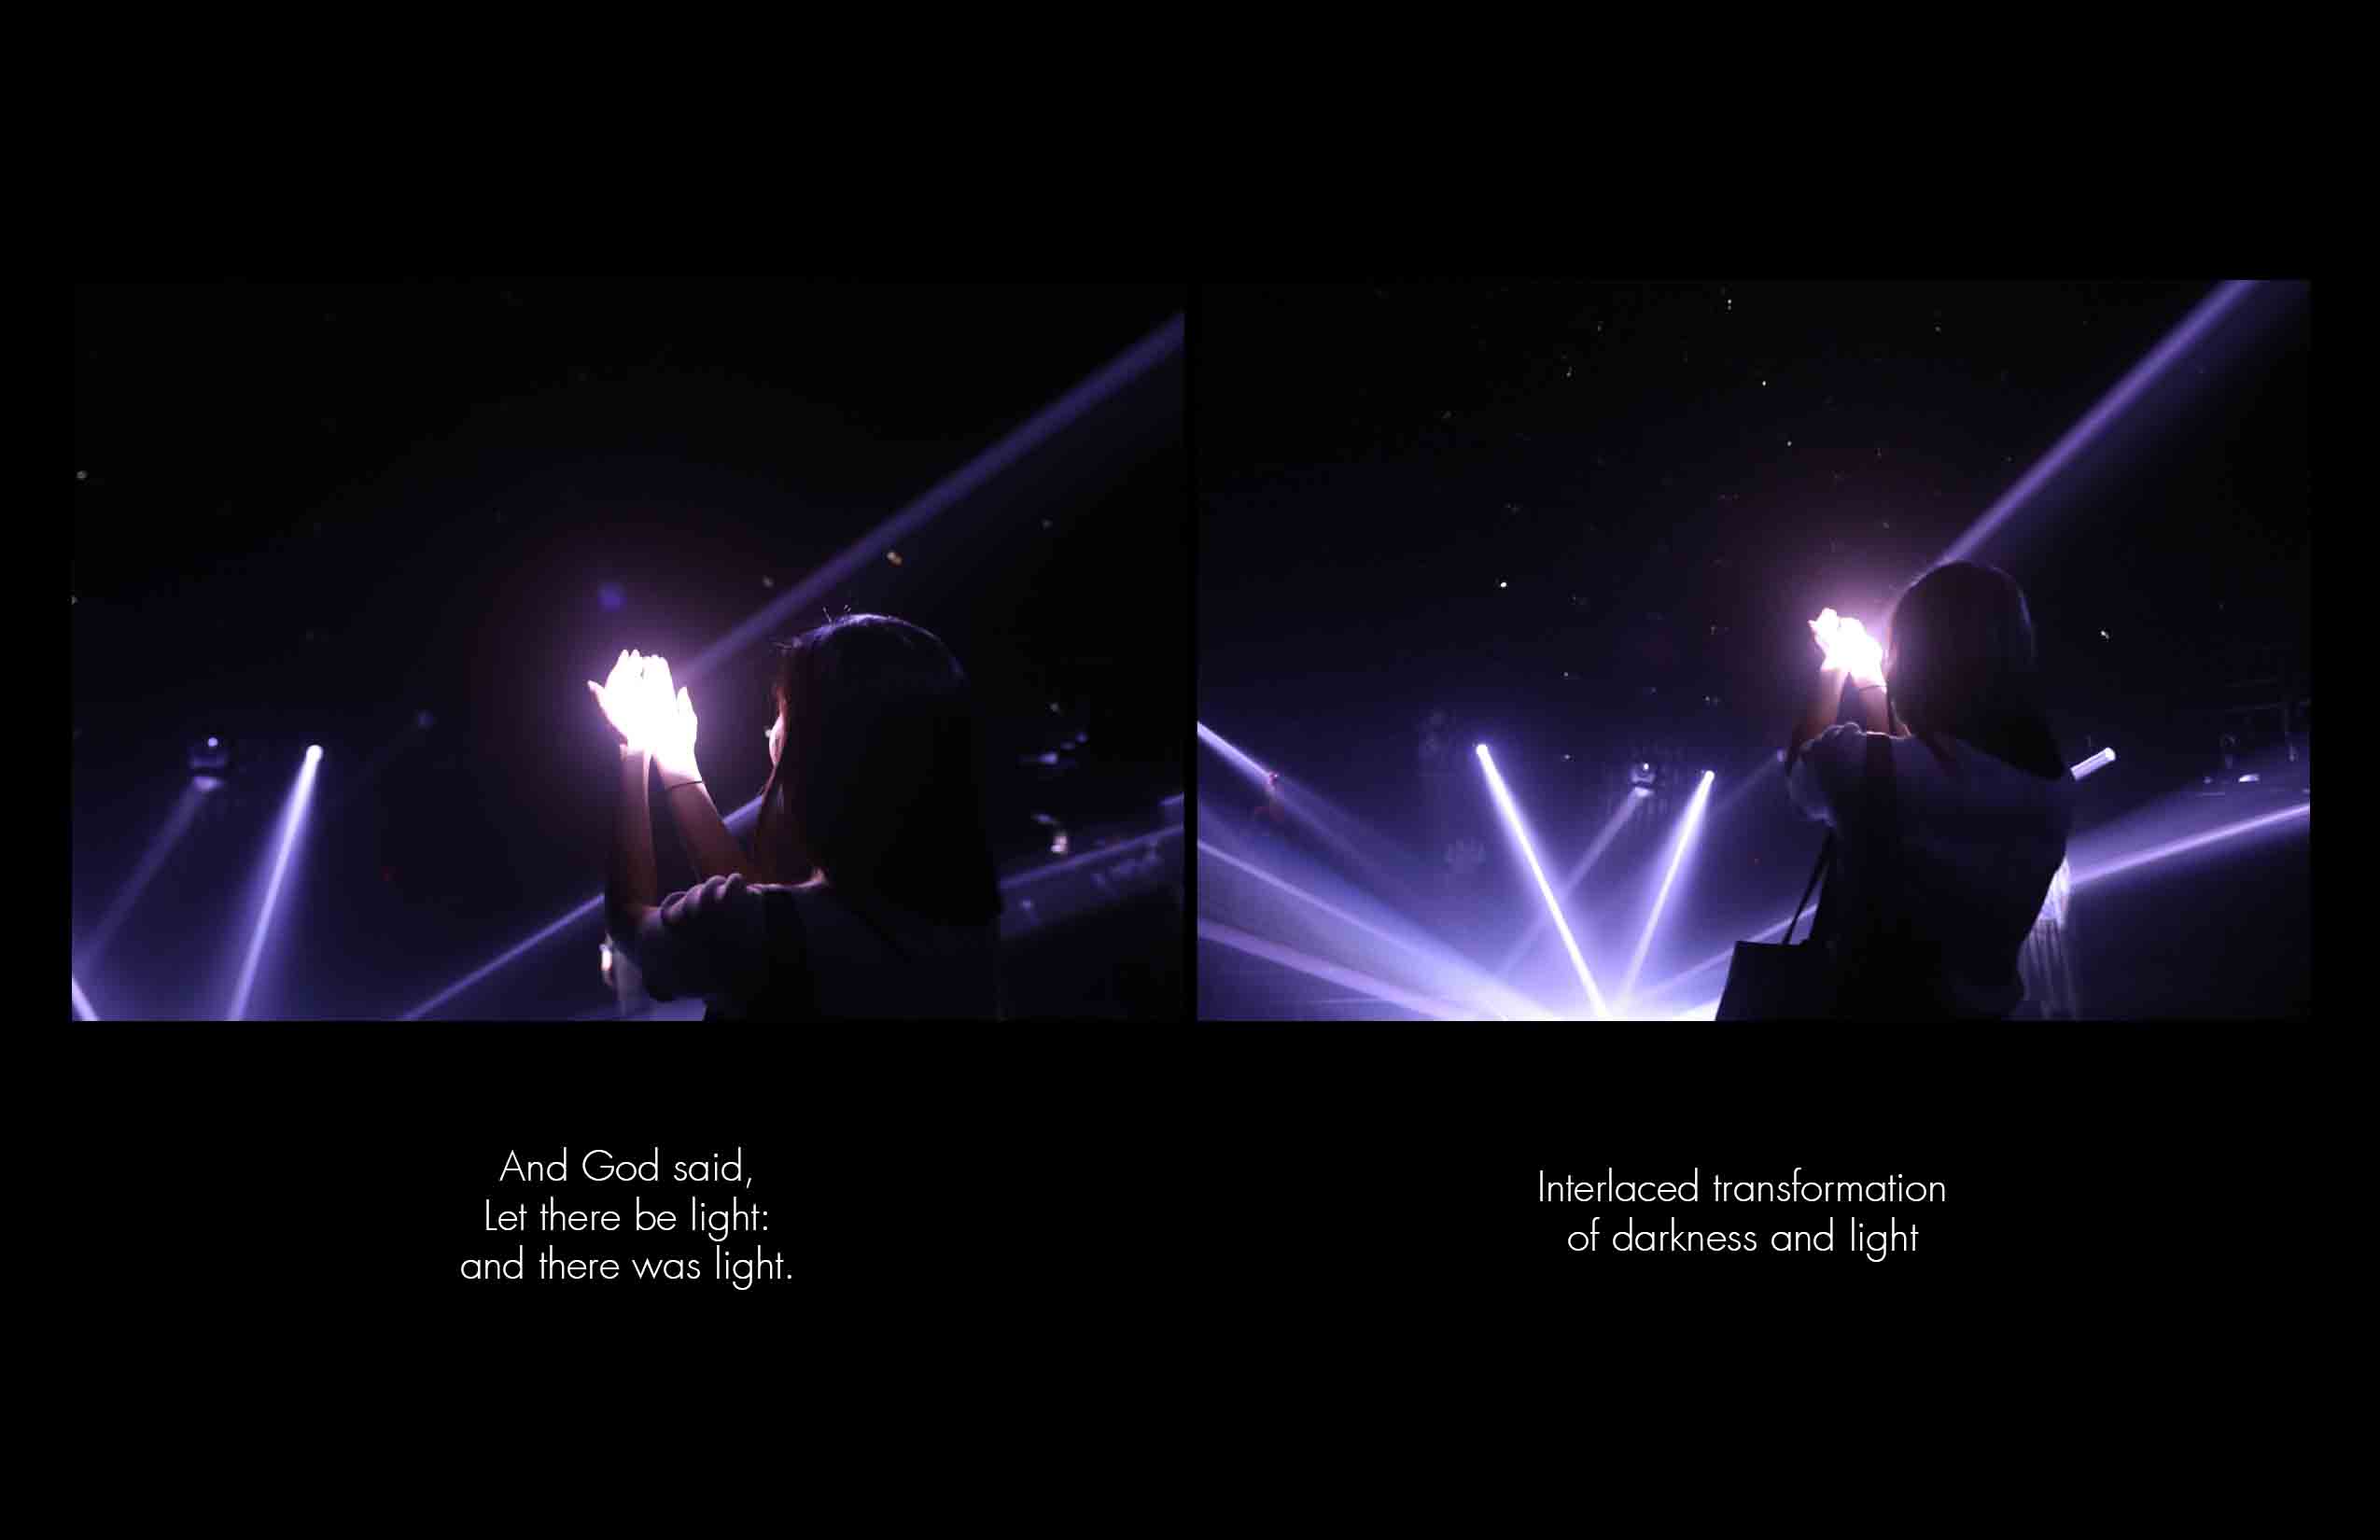 And God said,
Let there be light:
and there was light.
Interlaced transformation
of darkness and light